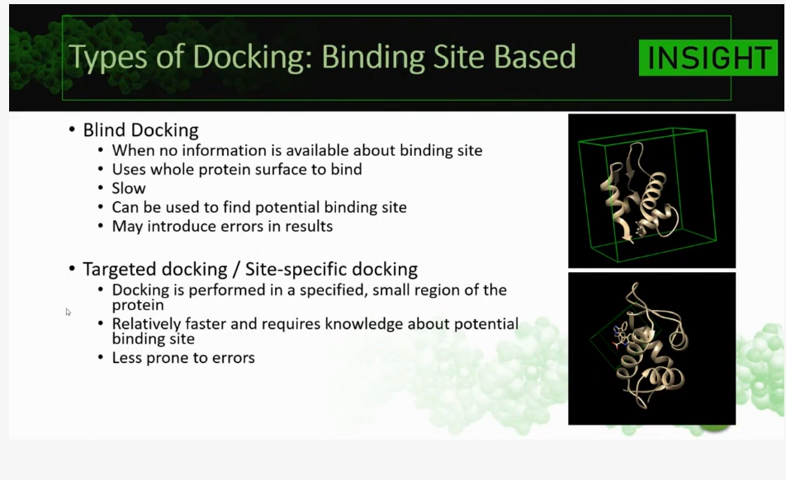 Types of Docking: Binding Site Based
INSIGHT
• Blind Docking
• When no information is available about binding site
• Uses whole protein surface to bind
• Slow
• Can be used to find potential binding site
• May introduce errors in results
• Targeted docking / Site-specific docking
• Docking is performed in a specified, small region of the
protein
• Relatively faster and requires knowledge about potential
binding site
• Less prone to errors